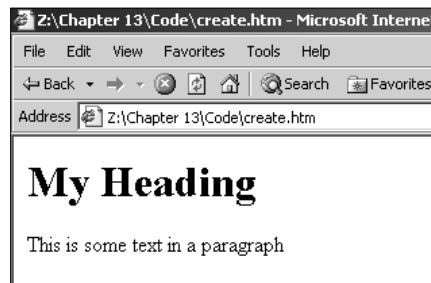 Z:\Chapter 13\Code\create.htm - Microsoft Interne
File Edit View Favorites Tools Help
Back Search Favorites
Address Z:\Chapter 13\Code\create.htm
My Heading
This is some text in a paragraph